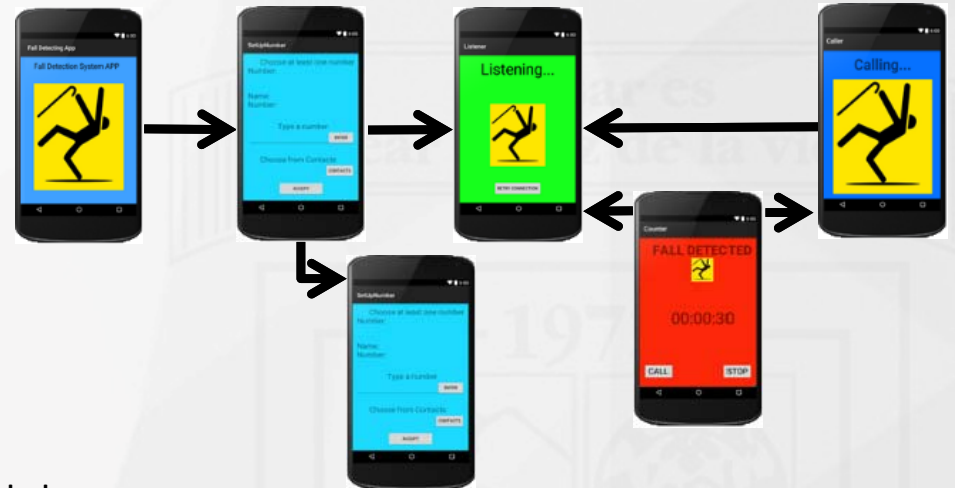 Fall Detecting App
Fall Detection System APP
SetUpNumber
Choose at least one number
Number:
Name:
Number:
Type a number
ENTER
Choose from Contacts
CONTACTS
ACCEPT
Listener
Listening...
RETRY CONNECTION
Caller
Calling...
Counter
FALL DETECTED
00:00:30
CALL
STOP
SetUpNumber
Choose at least one number
Number:
Name:
Number:
Type a number
ENTER
Choose from Contacts
CONTACTS
ACCEPT